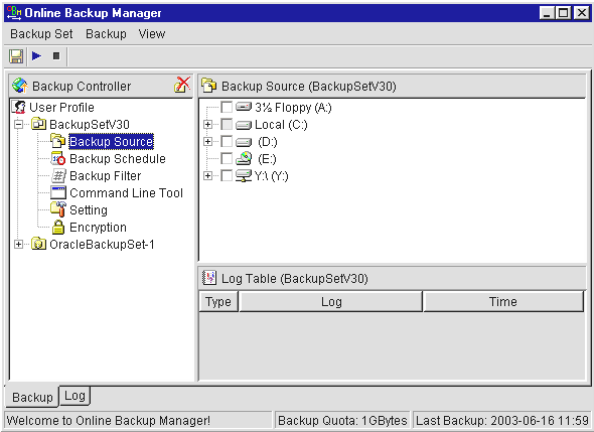 Online Backup Manager
Backup Set Backup View
Backup Controller
User Profile
BackupSetV30
Backup Source
Backup Schedule
Backup Filter
Command Line Tool
Setting
Encryption
OracleBackupSet-1
Backup Source (BackupSetV30)
3½ Floppy (A:)
Local (C:)
(D:)
(E:)
Y:\ (Y:)
Log Table (BackupSetV30)
Type Log Time
Backup Log
Welcome to Online Backup Manager! Backup Quota: 1GBytes Last Backup: 2003-06-16 11:59